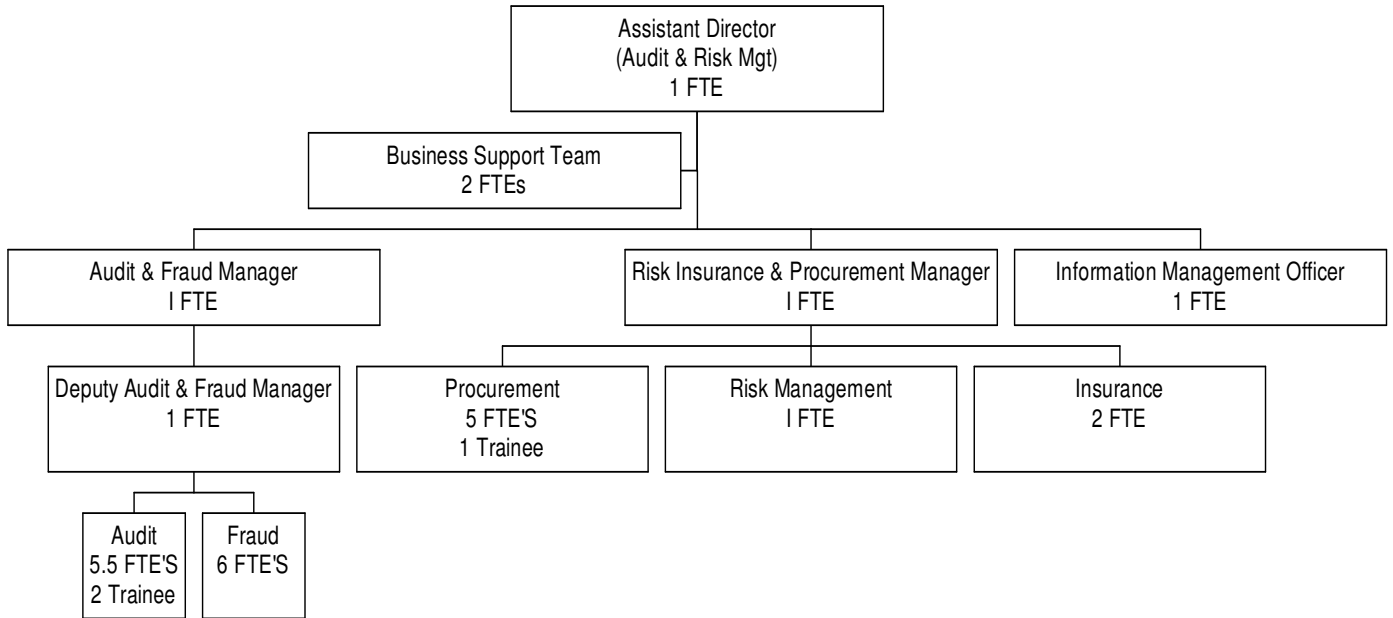 Assistant Director
(Audit & Risk Mgt)
1 FTE
Business Support Team
2 FTEs
Audit & Fraud Manager
I FTE
Risk Insurance & Procurement Manager
I FTE
Information Management Officer
1 FTE
Deputy Audit & Fraud Manager
1 FTE
Procurement
5 FTE'S
1 Trainee
Risk Management
I FTE
Insurance
2 FTE
Audit
5.5 FTE'S
2 Trainee
Fraud
6 FTE'S